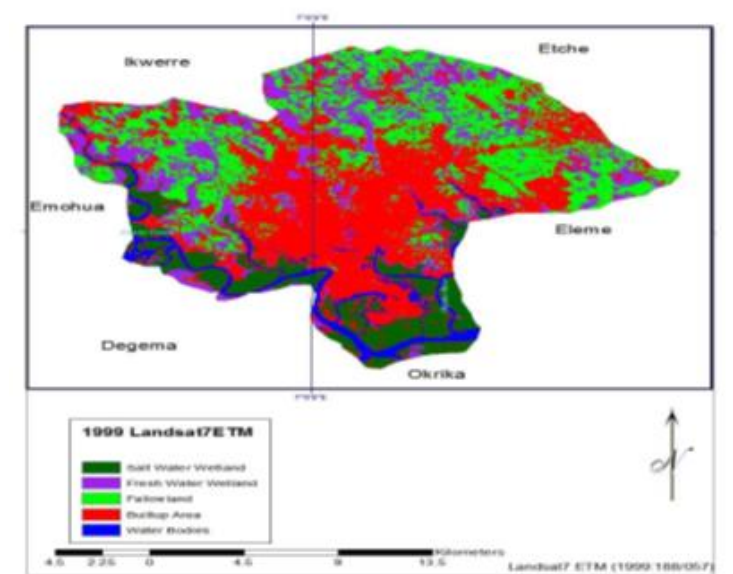 Ikwerre
Etche
Emohua
Eleme
Degema
Okrika
1999 Landsat7ETM
Salt Water Wetland
Fresh Water Wetland
Fallowland
Builtup Area
Water Bodies
4.5 2.25 0 4.5 9 13.5 Kilometers
N
Landsat7 ETM (1999:188/057)